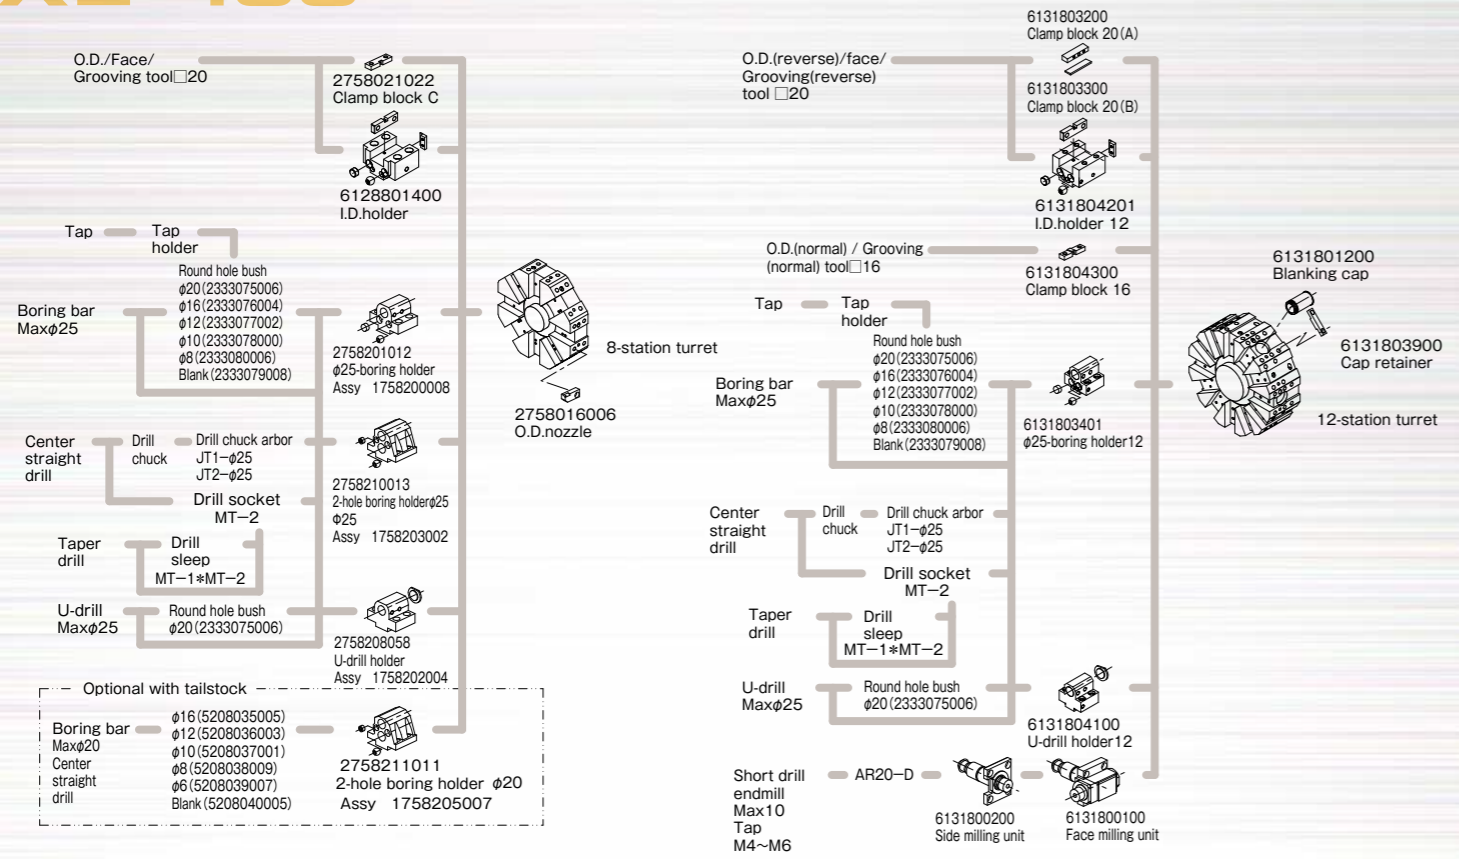 O.D./Face/
Grooving tool□20
2758021022
Clamp block C
6128801400
I.D.holder
Tap
Tap
holder
Round hole bush
φ20(2333075006)
φ16(2333076004)
φ12(2333077002)
φ10(2333078000)
φ8(2333080006)
Blank(2333079008)
Boring bar
Maxφ25
2758201012
φ25-boring holder
Assy 1758200008
8-station turret
2758016006
O.D.nozzle
Center
straight
drill
Drill
chuck
Drill chuck arbor
JT1-φ25
JT2-φ25
2758210013
2-hole boring holderφ25
Φ25
Assy 1758203002
Drill socket
MT-2
Taper
drill
Drill
sleep
MT-1*MT-2
U-drill
Maxφ25
Round hole bush
φ20(2333075006)
2758208058
U-drill holder
Assy 1758202004
Optional with tailstock
Boring bar
Maxφ20
Center
straight
drill
φ16(5208035005)
φ12(5208036003)
φ10(5208037001)
φ8(5208038009)
φ6(5208039007)
Blank(5208040005)
2758211011
2-hole boring holder φ20
Assy 1758205007
6131803200
Clamp block 20(A)
O.D.(reverse)/face/
Grooving(reverse)
tool □20
6131803300
Clamp block 20(B)
6131804201
I.D.holder 12
O.D.(normal) / Grooving
(normal) tool□16
6131804300
Clamp block 16
6131801200
Blanking cap
6131803900
Cap retainer
12-station turret
Tap
Tap
holder
Round hole bush
φ20(2333075006)
φ16(2333076004)
φ12(2333077002)
φ10(2333078000)
φ8(2333080006)
Blank(2333079008)
Boring bar
Maxφ25
6131803401
φ25-boring holder12
Center
straight
drill
Drill
chuck
Drill chuck arbor
JT1-φ25
JT2-φ25
Drill socket
MT-2
Taper
drill
Drill
sleep
MT-1*MT-2
U-drill
Maxφ25
Round hole bush
φ20(2333075006)
6131804100
U-drill holder12
Short drill
endmill
Max10
Tap
M4~M6
AR20-D
6131800200
Side milling unit
6131800100
Face milling unit